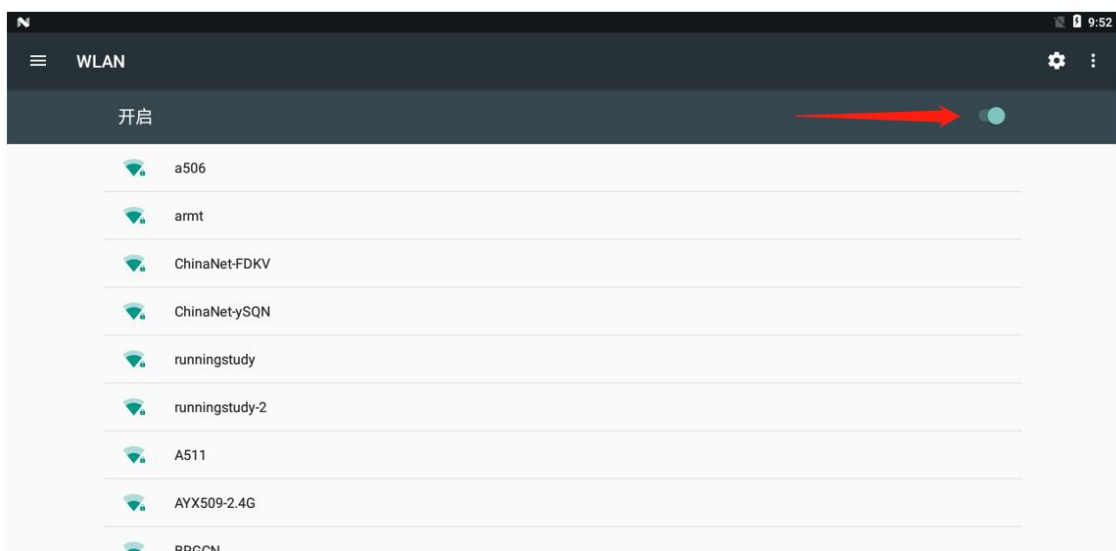 9:52
WLAN
开启
a506
armt
ChinaNet-FDKV
ChinaNet-ySQN
runningstudy
runningstudy-2
A511
AYX509-2.4G